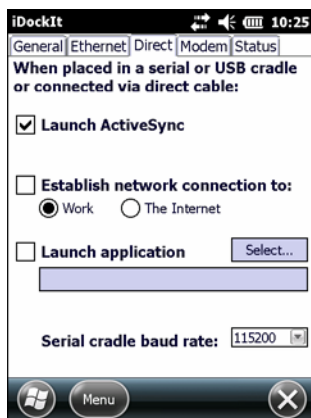 iDockIt 10:25
General Ethernet Direct Modem Status
When placed in a serial or USB cradle
or connected via direct cable:
Launch ActiveSync
Establish network connection to:
Work The Internet
Launch application Select...
Serial cradle baud rate: 115200
Menu